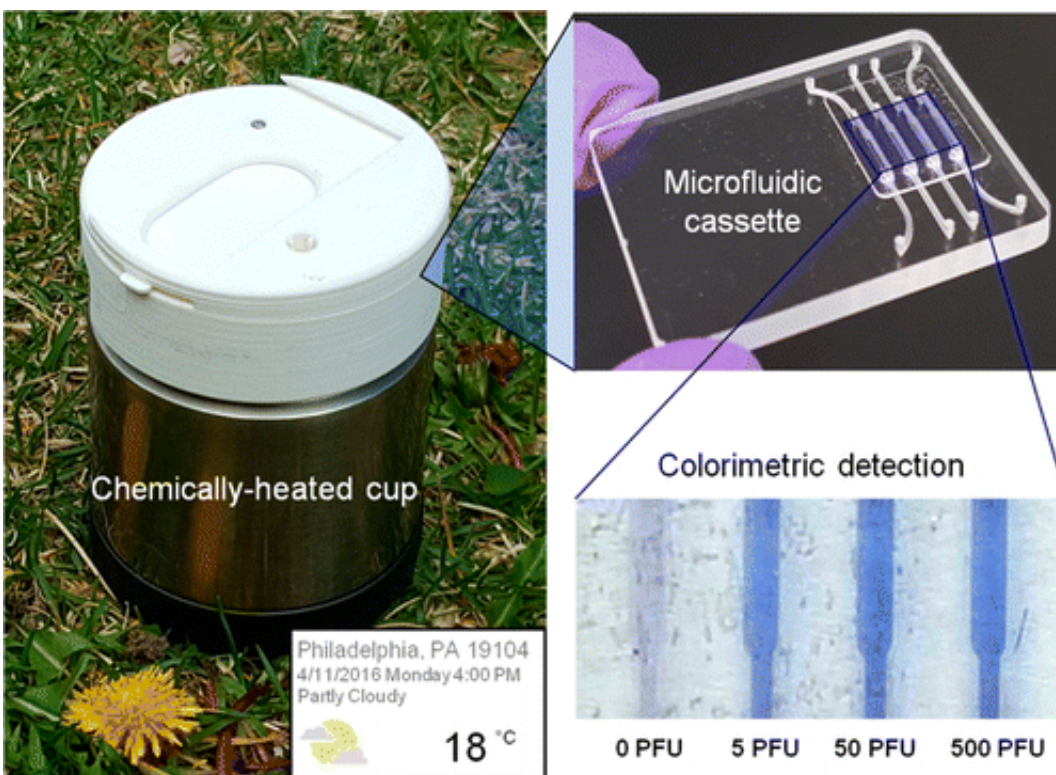 Chemically-heated cup
Philadelphia, PA 19104
4/11/2016 Monday 4:00 PM
Partly Cloudy
18 °C
Microfluidic
cassette
Colorimetric detection
0 PFU 5 PFU 50 PFU 500 PFU